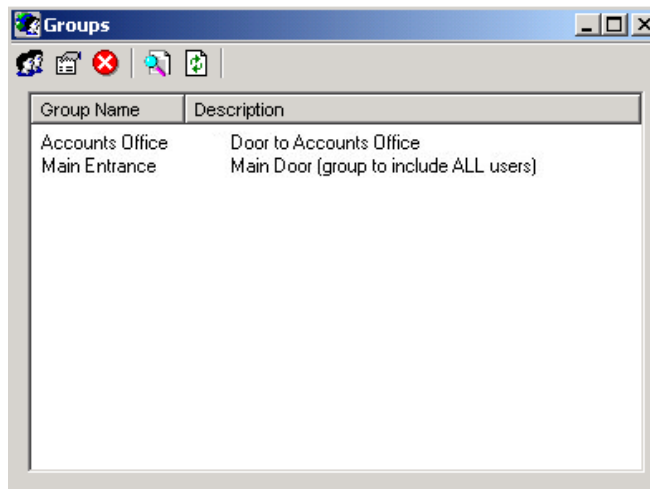 Groups
Group Name Description
Accounts Office Door to Accounts Office
Main Entrance Main Door (group to include ALL users)